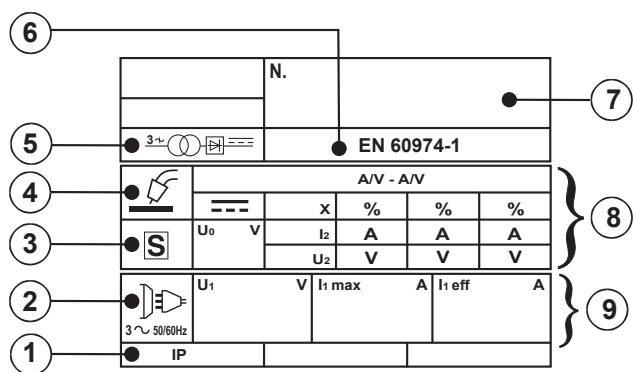 6
N.
7
5
3~
EN 60974-1
4
A/V - A/V
X % % %
8
3
S
U0 V
I2 A A A
U2 V V V
2
U1 V I1 max A I1 eff A
9
3 ~ 50/60Hz
1
IP